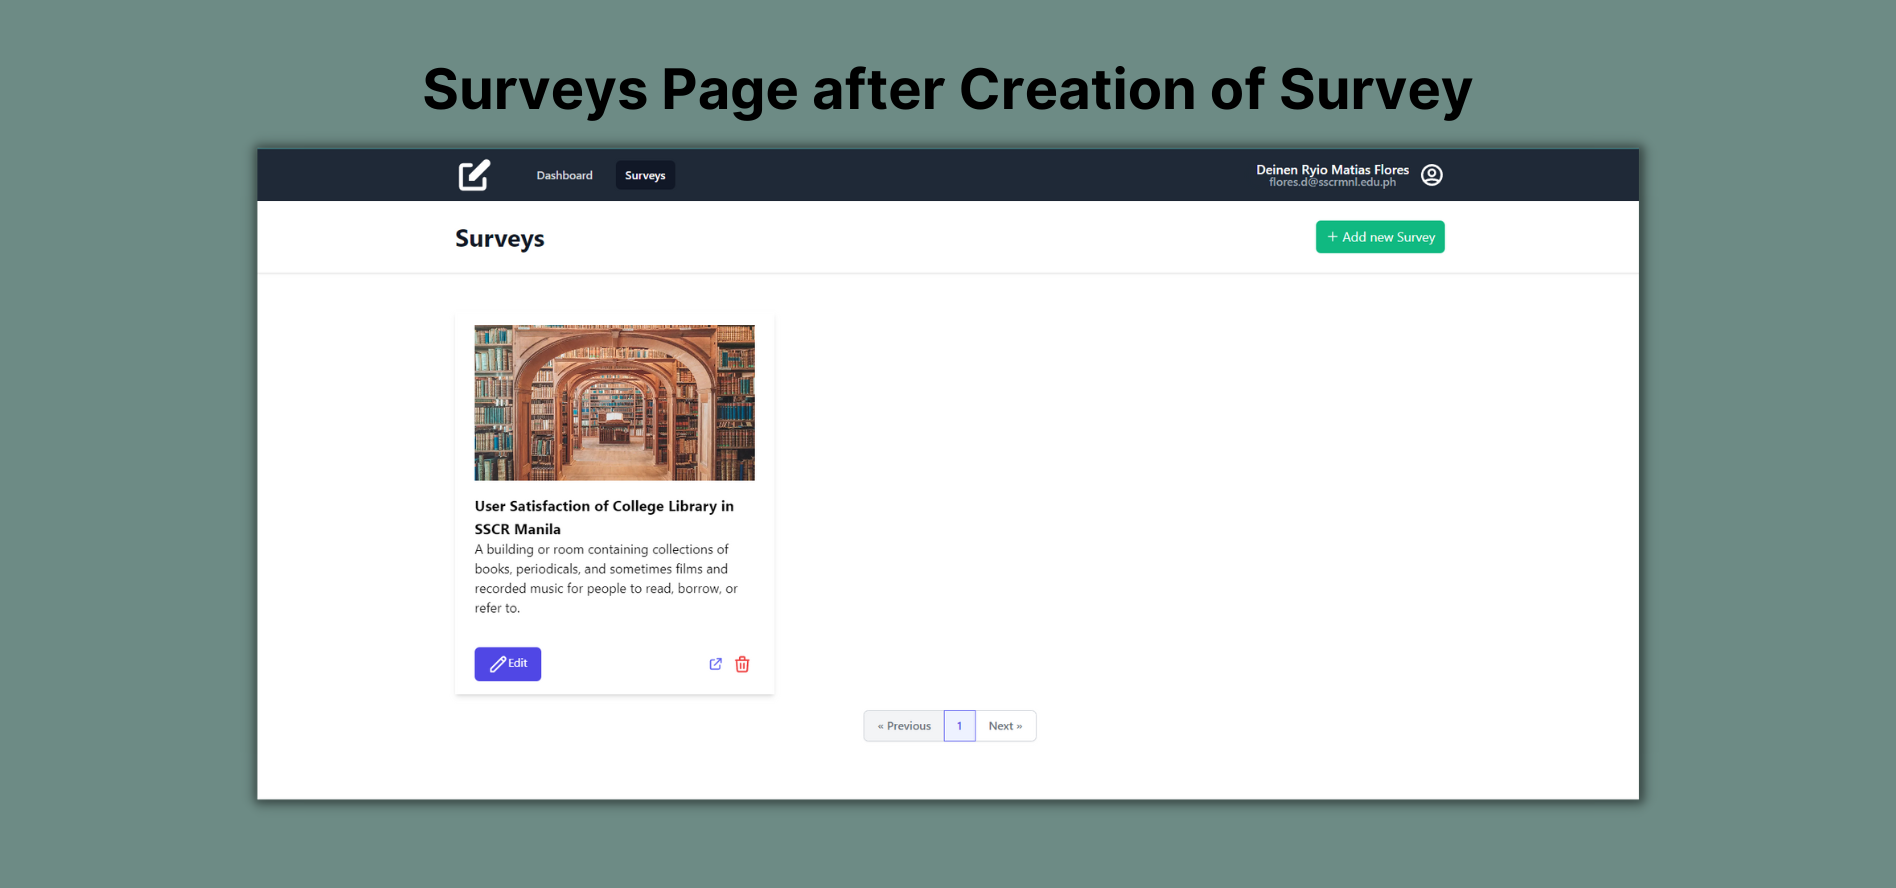 Surveys Page after Creation of Survey
Dashboard
Surveys
Deinen Ryio Matias Flores
flores.d@sscrmnl.edu.ph
Surveys
+ Add new Survey
User Satisfaction of College Library in
SSCR Manila
A building or room containing collections of
books, periodicals, and sometimes films and
recorded music for people to read, borrow, or
refer to.
Edit
« Previous
1
Next »